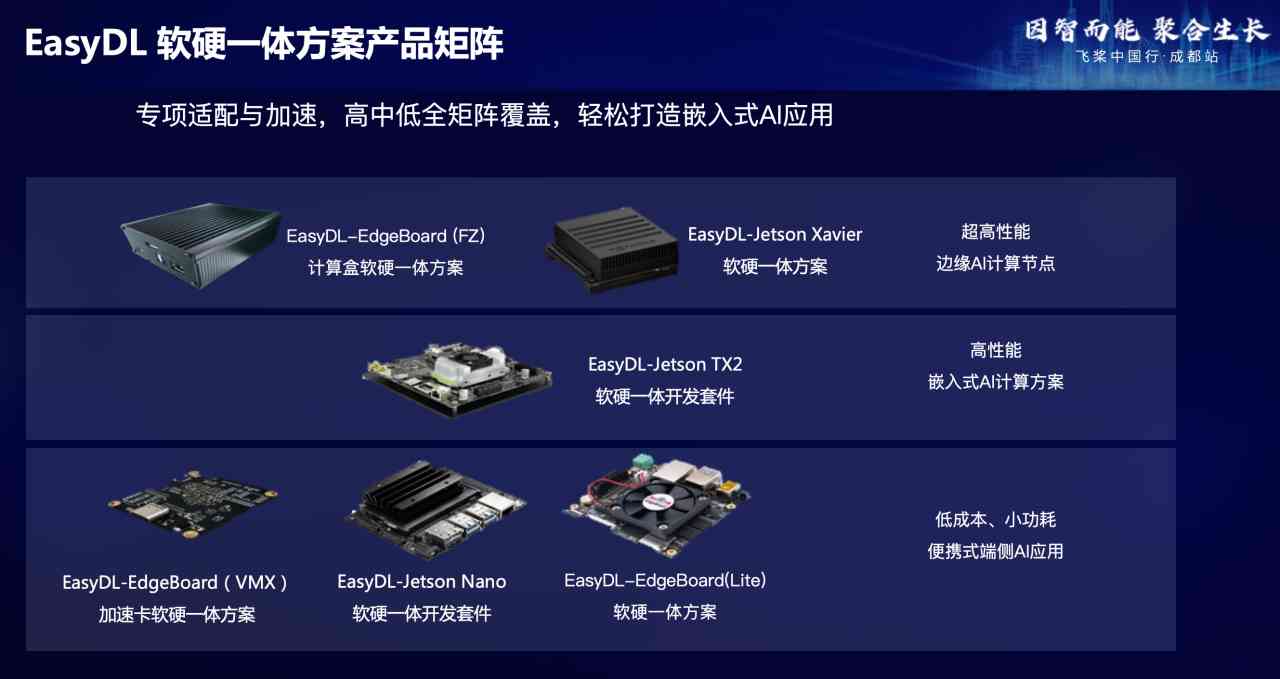 EasyDL 软硬一体方案产品矩阵
因智而能 聚合生长
飞桨中国行·成都站
专项适配与加速，高中低全矩阵覆盖，轻松打造嵌入式AI应用
EasyDL-EdgeBoard (FZ)
计算盒软硬一体方案
EasyDL-Jetson Xavier
软硬一体方案
超高性能
边缘AI计算节点
EasyDL-Jetson TX2
软硬一体开发套件
高性能
嵌入式AI计算方案
EasyDL-EdgeBoard（VMX）
加速卡软硬一体方案
EasyDL-Jetson Nano
软硬一体开发套件
EasyDL-EdgeBoard(Lite)
软硬一体方案
低成本、小功耗
便携式端侧AI应用